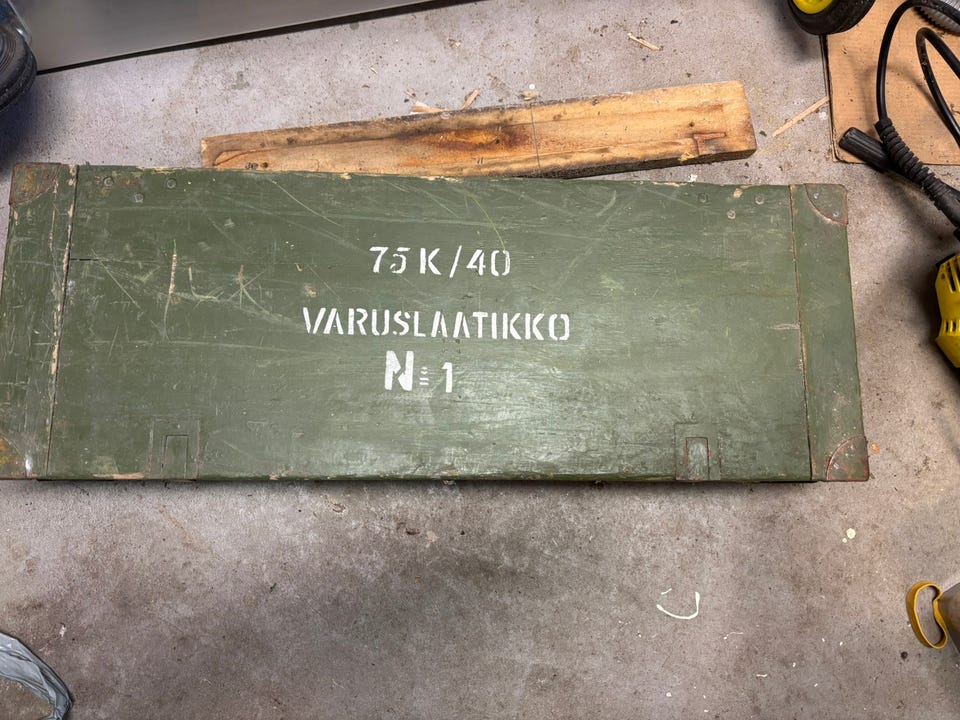 75 K/40
VARUSLAATIKKO
N:o 1